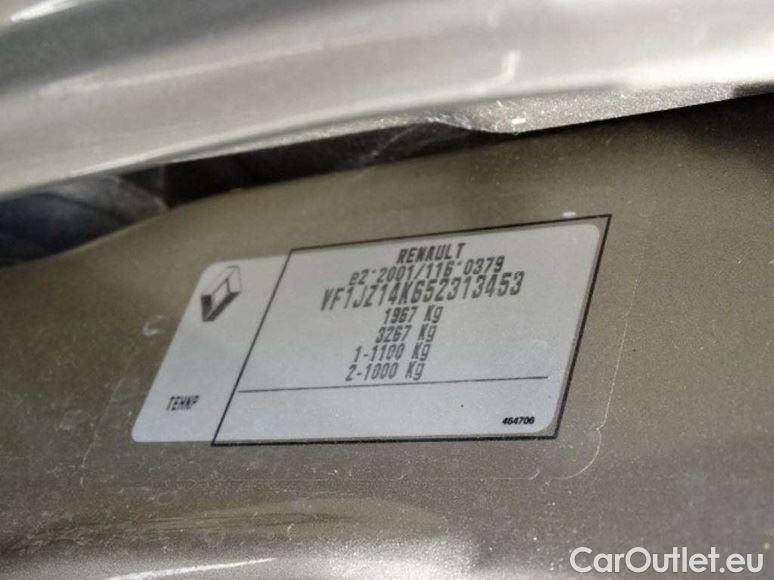 RENAULT
e2*2001/116*0379
VF1JZ14K652313453
1967 Kg
3267 Kg
1-1100 Kg
2-1000 Kg
TEHNP
464706
CarOutlet.eu